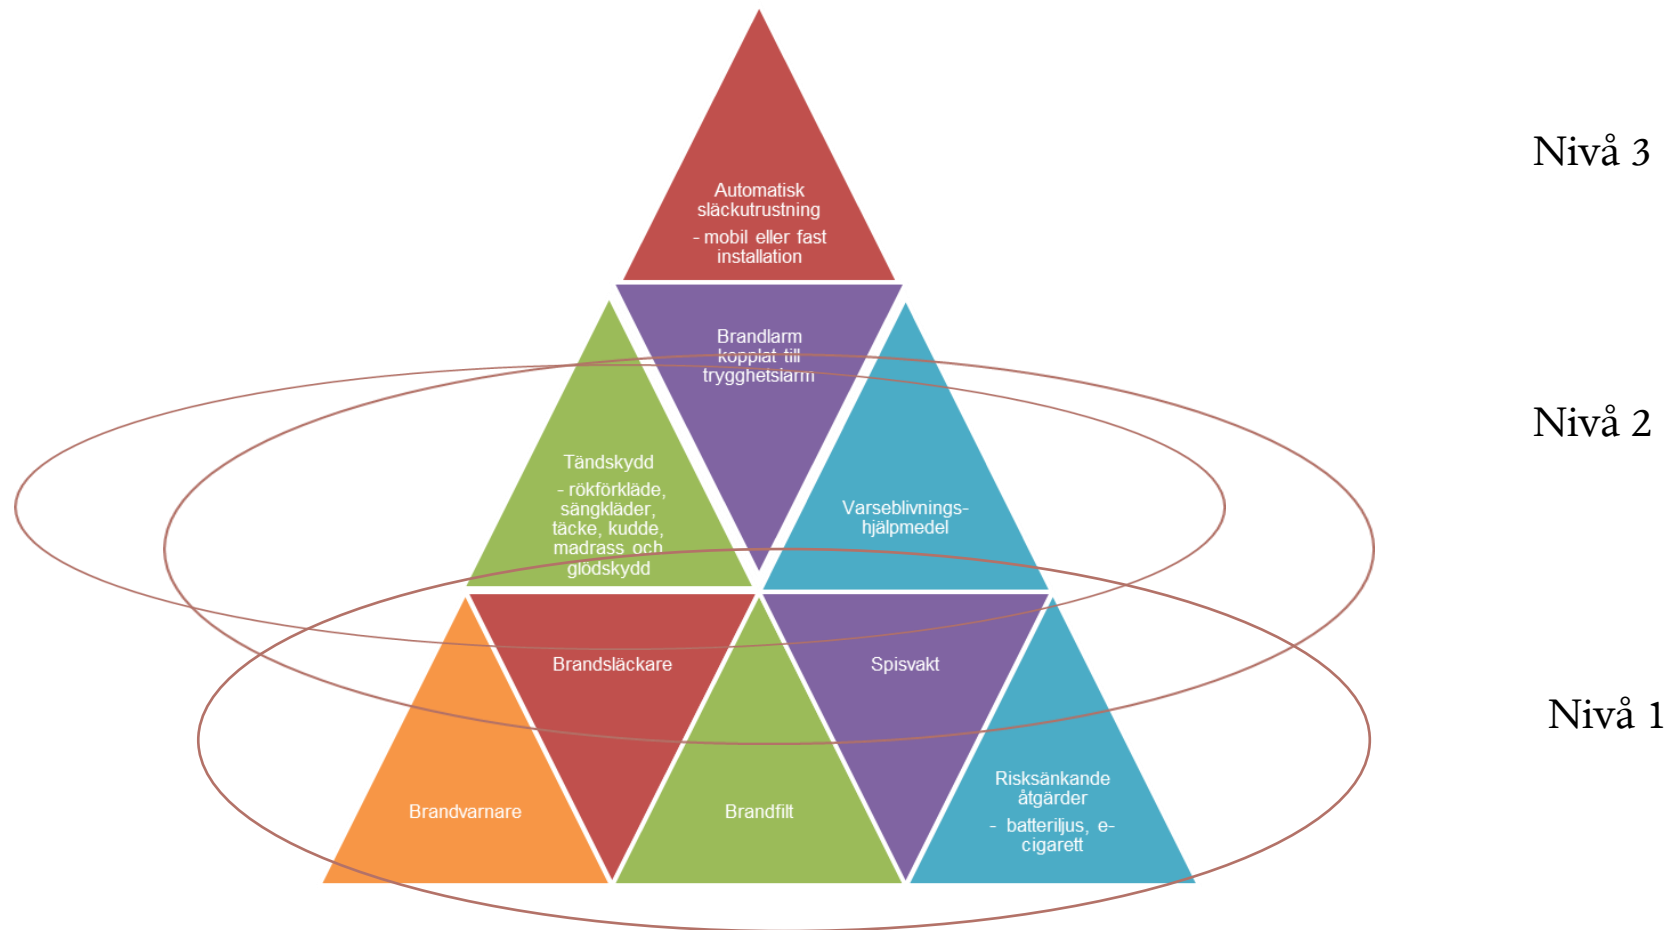 Nivå 3
Automatisk
släckutrustning
- mobil eller fast
installation
Brandlarm
kopplat till
trygghetslarm
Nivå 2
Tändskydd
- rökförkläde,
sängkläder,
täcke, kudde,
madrass och
glödskydd
Varseblivnings-
hjälpmedel
Brandsläckare
Spisvakt
Nivå 1
Brandvarnare
Brandfilt
Risksänkande
åtgärder
- batteriljus, e-
cigarett